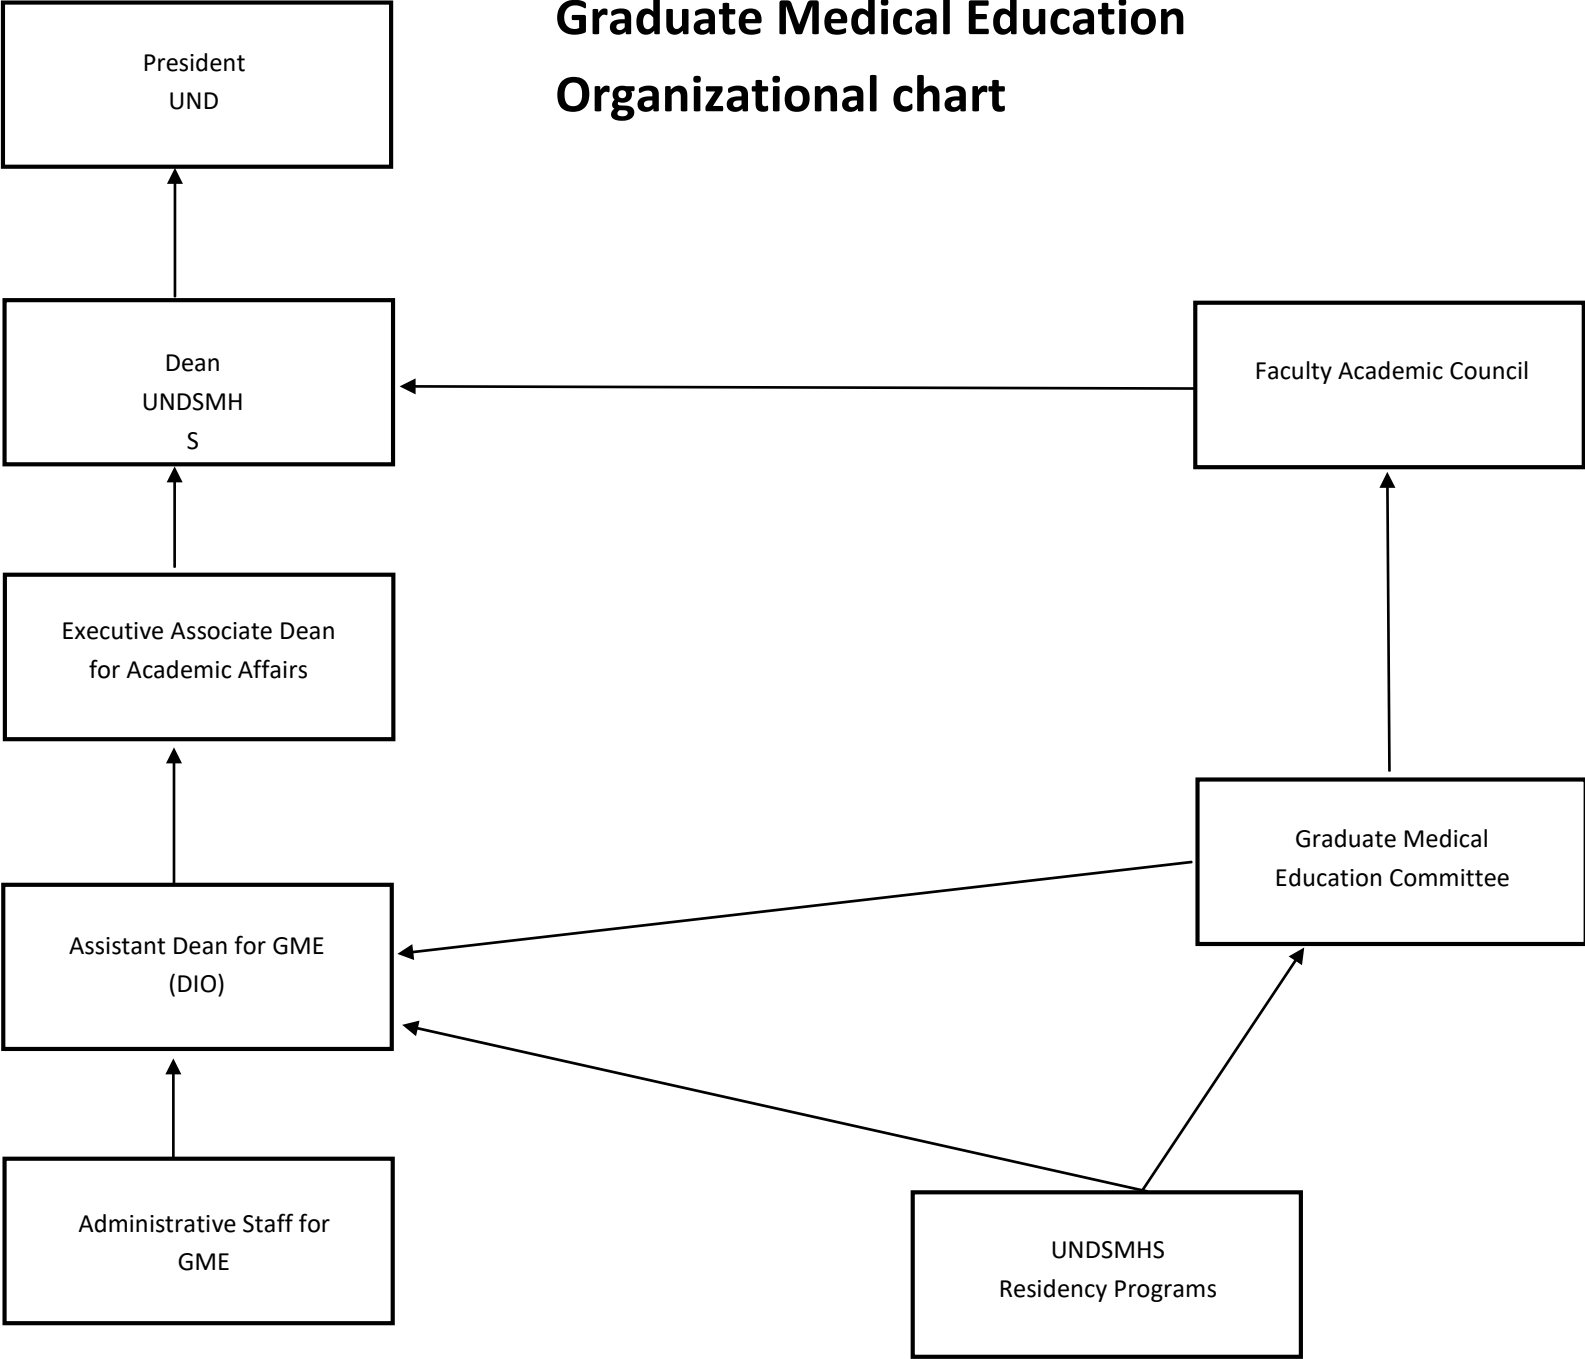 Graduate Medical Education
Organizational chart
President
UND
Dean
UNDSMH
S
Faculty Academic Council
Executive Associate Dean
for Academic Affairs
Graduate Medical
Education Committee
Assistant Dean for GME
(DIO)
Administrative Staff for
GME
UNDSMHS
Residency Programs